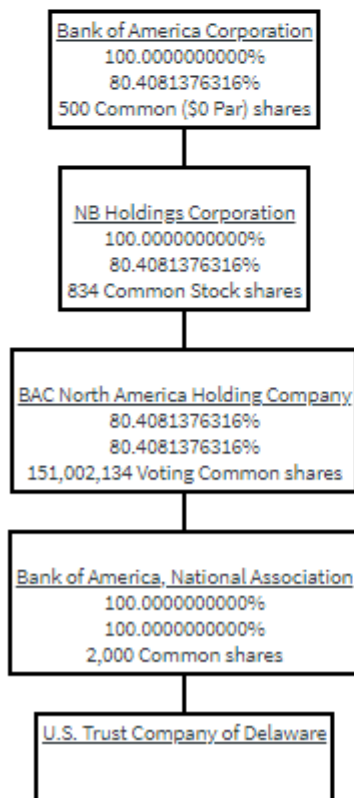 Bank of America Corporation
100.0000000000%
80.4081376316%
500 Common ($0 Par) shares
NB Holdings Corporation
100.0000000000%
80.4081376316%
834 Common Stock shares
BAC North America Holding Company
80.4081376316%
80.4081376316%
151,002,134 Voting Common shares
Bank of America, National Association
100.0000000000%
100.0000000000%
2,000 Common shares
U.S. Trust Company of Delaware